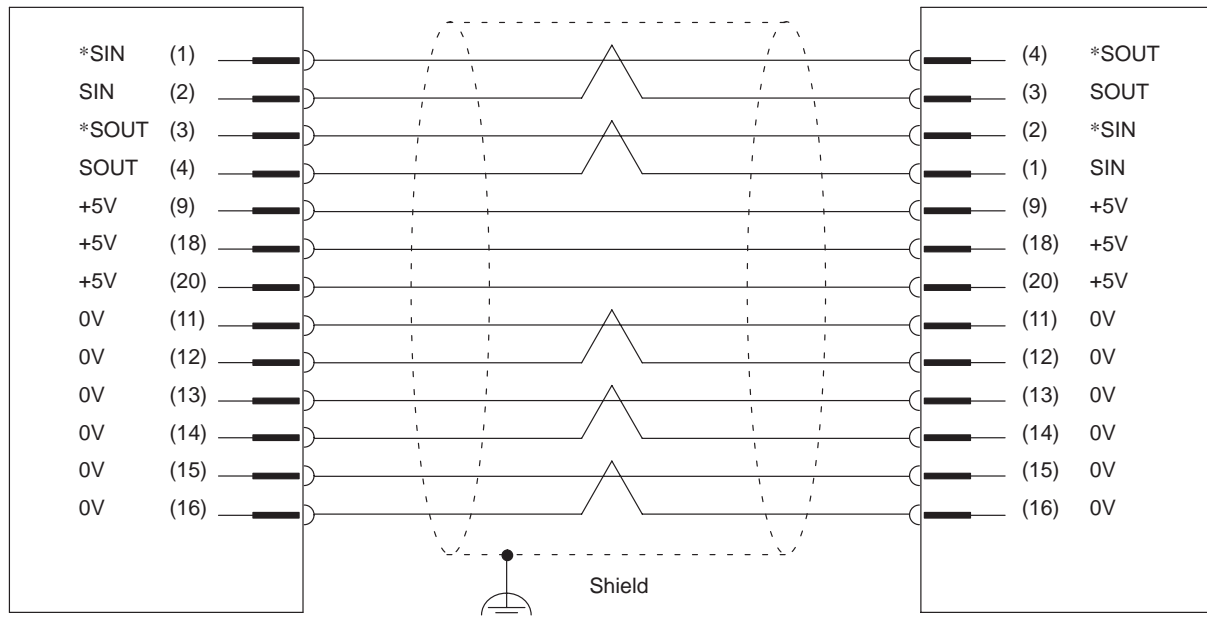 *SIN (1) (4) *SOUT
SIN (2) (3) SOUT
*SOUT (3) (2) *SIN
SOUT (4) (1) SIN
+5V (9) (9) +5V
+5V (18) (18) +5V
+5V (20) (20) +5V
0V (11) (11) 0V
0V (12) (12) 0V
0V (13) (13) 0V
0V (14) (14) 0V
0V (15) (15) 0V
0V (16) (16) 0V
Shield